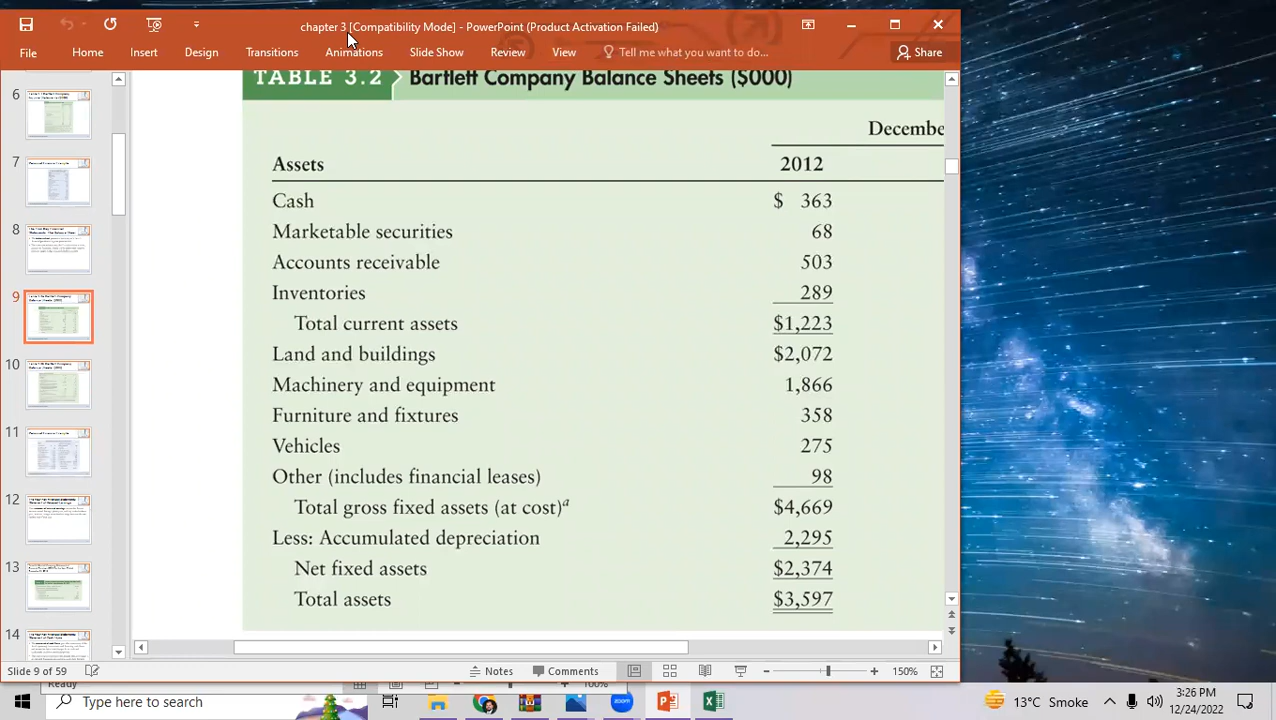 chapter 3 [Compatibility Mode] - PowerPoint (Product Activation Failed)
File Home Insert Design Transitions Animations Slide Show Review View Tell me what you want to do... Share
TABLE 3.2 Bartlett Company Balance Sheets ($000)
Decembe
Assets 2012
Cash $ 363
Marketable securities 68
Accounts receivable 503
Inventories 289
Total current assets $1,223
Land and buildings $2,072
Machinery and equipment 1,866
Furniture and fixtures 358
Vehicles 275
Other (includes financial leases) 98
Total gross fixed assets (at cost)a $4,669
Less: Accumulated depreciation 2,295
Net fixed assets $2,374
Total assets $3,597
6
7
8
9
10
11
12
13
14
Slide 9 of 59 Notes Comments 150%
Ready 100%
Type here to search
13°C Smoke
3:26 PM
12/24/2022